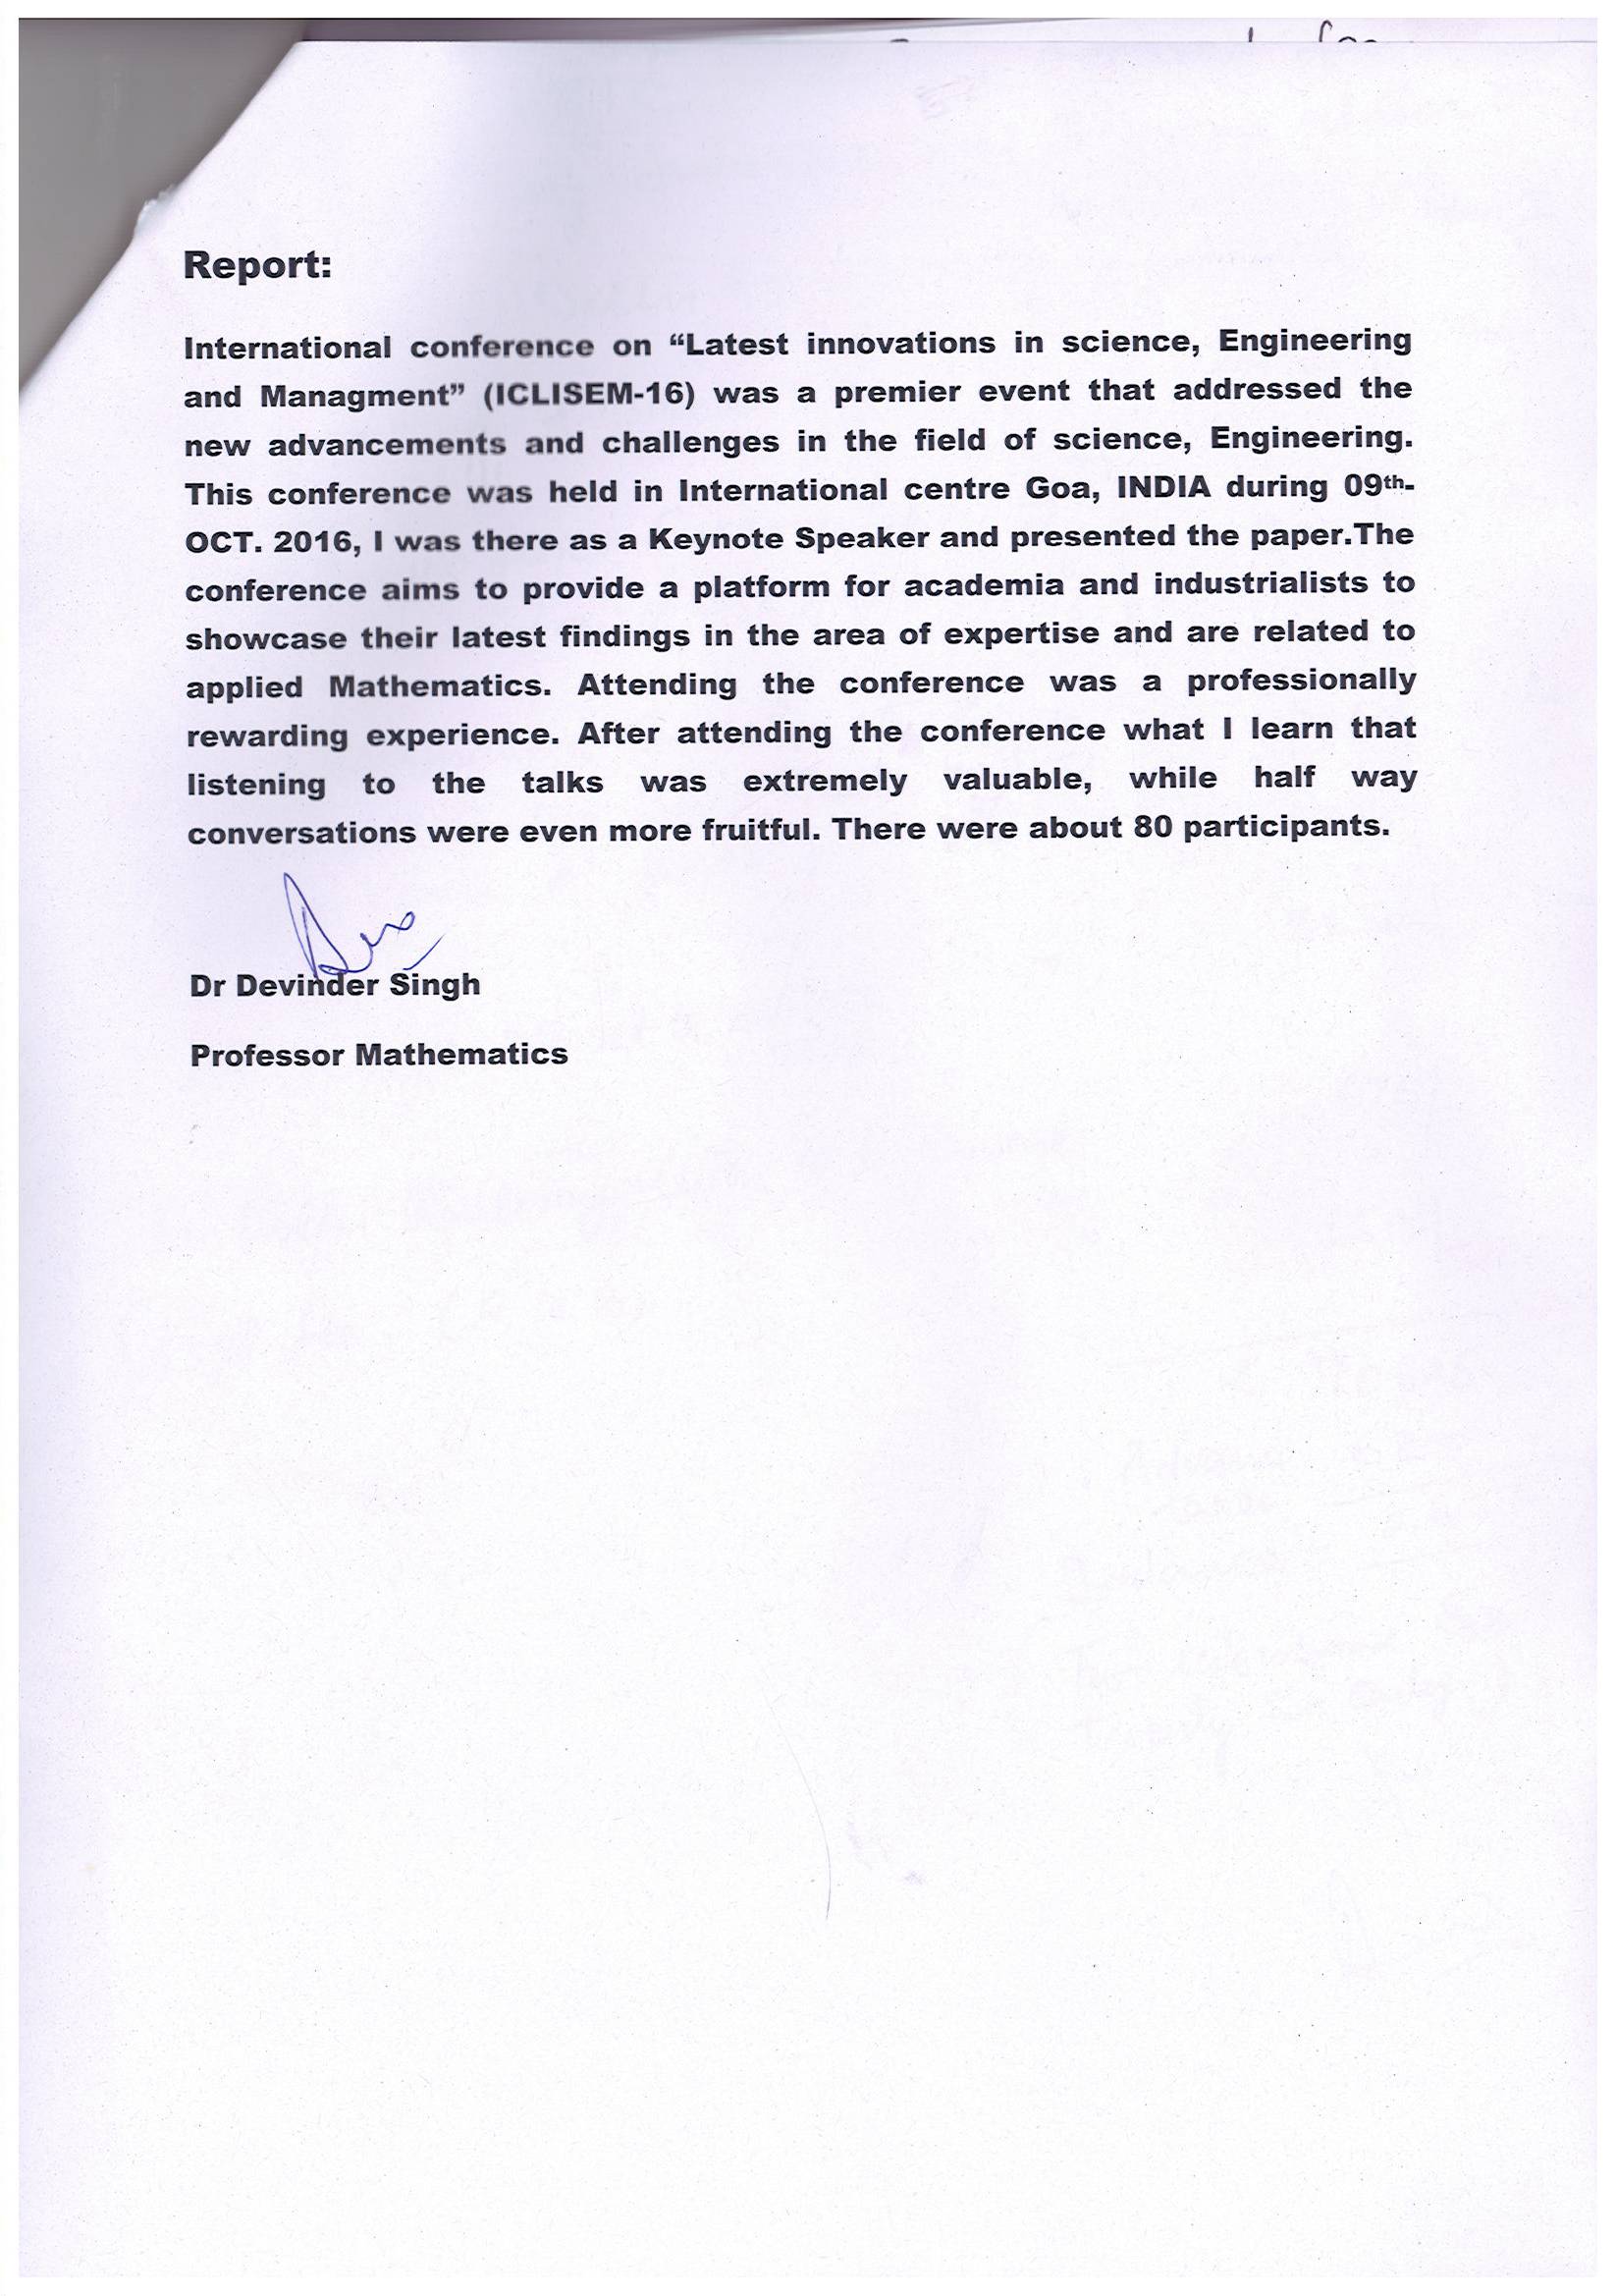 Report:
International conference on “Latest innovations in science, Engineering
and Managment” (ICLISEM-16) was a premier event that addressed the
new advancements and challenges in the field of science, Engineering.
This conference was held in International centre Goa, INDIA during 09th-
OCT. 2016, I was there as a Keynote Speaker and presented the paper.The
conference aims to provide a platform for academia and industrialists to
showcase their latest findings in the area of expertise and are related to
applied Mathematics. Attending the conference was a professionally
rewarding experience. After attending the conference what I learn that
listening to the talks was extremely valuable, while half way
conversations were even more fruitful. There were about 80 participants.
Dr Devinder Singh
Professor Mathematics